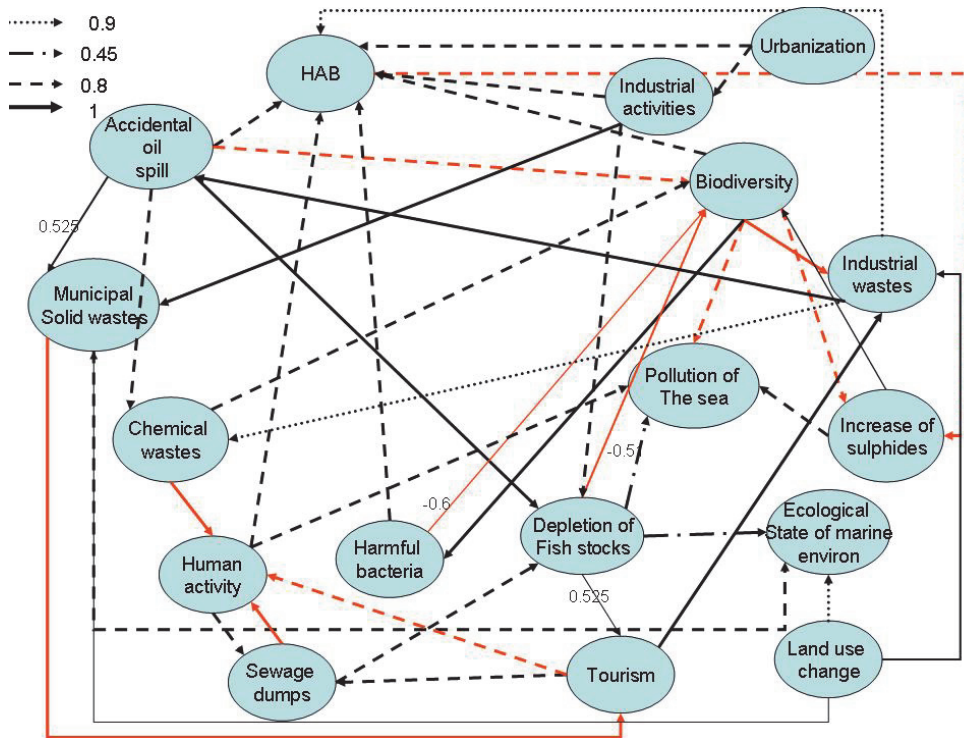 0.9
0.45
0.8
1
HAB
Urbanization
Industrial
activities
Accidental
oil
spill
Biodiversity
0.525
Municipal
Solid wastes
Industrial
wastes
Pollution of
The sea
Chemical
wastes
Increase of
sulphides
-0.51
-0.6
Ecological
State of marine
environ
Depletion of
Fish stocks
Harmful
bacteria
Human
activity
0.525
Land use
change
Sewage
dumps
Tourism